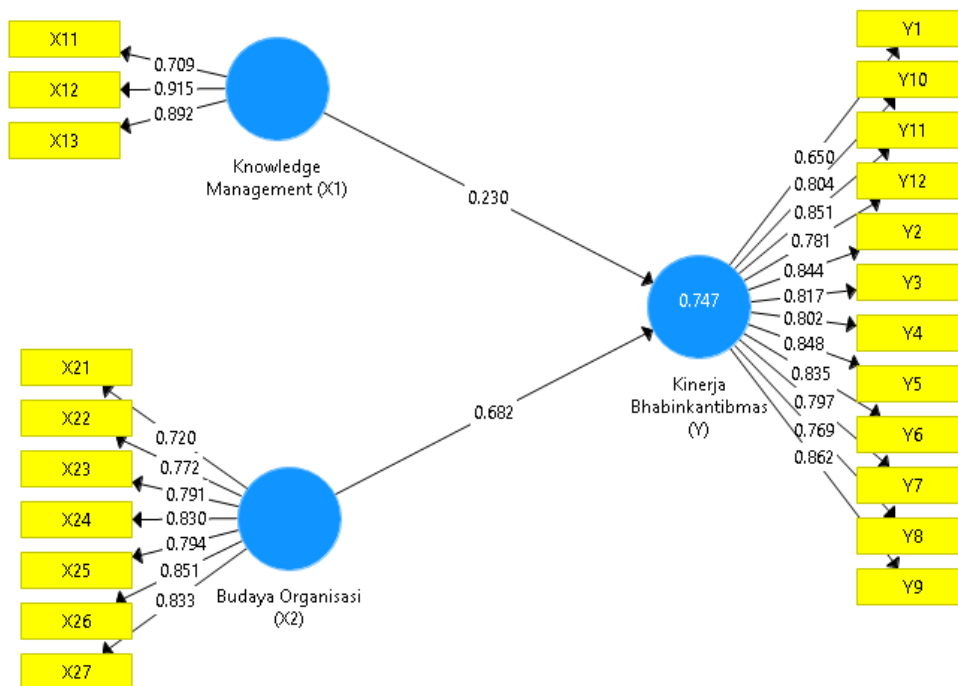 X11
X12
X13
0.709
0.915
0.892
Knowledge
Management (X1)
0.230
X21
X22
X23
X24
X25
X26
X27
0.720
0.772
0.791
0.830
0.794
0.851
0.833
Budaya Organisasi
(X2)
0.682
0.747
Kinerja
Bhabinkantibmas
(Y)
0.650
0.804
0.851
0.781
0.844
0.817
0.802
0.848
0.835
0.797
0.769
0.862
Y1
Y10
Y11
Y12
Y2
Y3
Y4
Y5
Y6
Y7
Y8
Y9